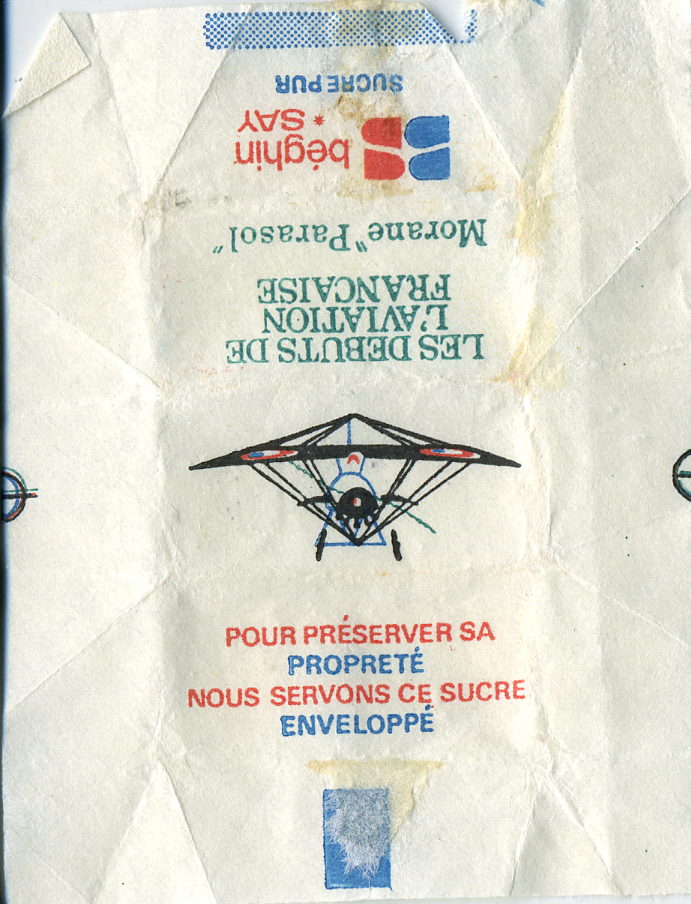 SUCRE PUR
béghin
* SAY
Morane "Parasol"
LES DEBUTS DE
L'AVIATION
FRANCAISE
POUR PRÉSERVER SA
PROPRETÉ
NOUS SERVONS CE SUCRE
ENVELOPPÉ